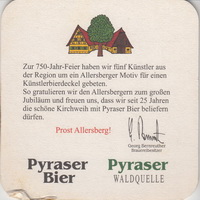 Zur 750-Jahr-Feier haben wir fünf Künstler aus
der Region um ein Allersberger Motiv für einen
Künstlerbierdeckel gebeten.
So gratulieren wir den Allersbergern zum großen
Jubiläum und freuen uns, dass wir seit 25 Jahren
die schöne Kirchweih mit Pyraser Bier beliefern
dürfen.
Prost Allersberg!
Georg
Pyraser
Bier
Pyraser
WALDQUELLE